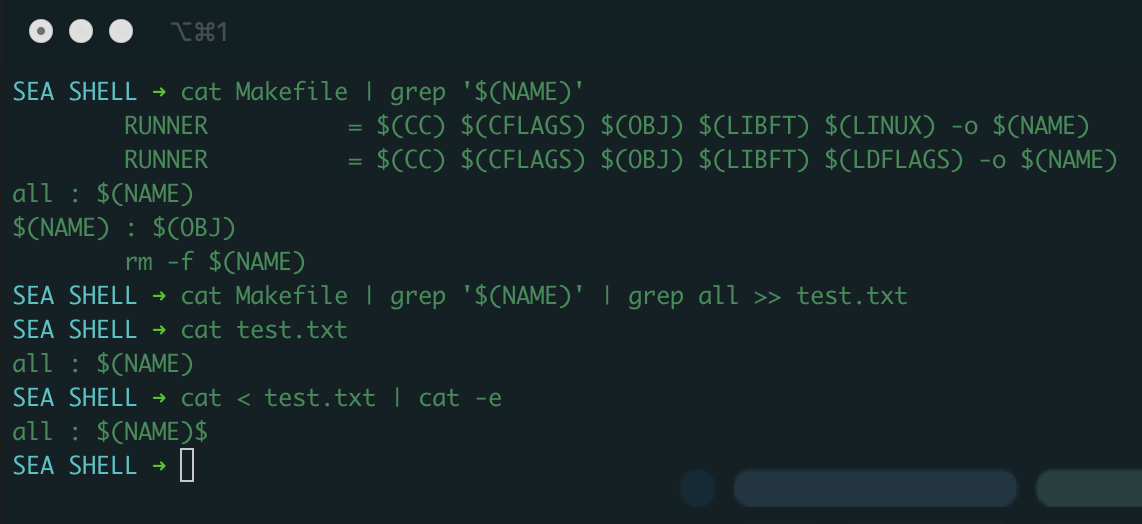 ⌥⌘1
SEA SHELL → cat Makefile | grep '$(NAME)'
        RUNNER          = $(CC) $(CFLAGS) $(OBJ) $(LIBFT) $(LINUX) -o $(NAME)
        RUNNER          = $(CC) $(CFLAGS) $(OBJ) $(LIBFT) $(LDFLAGS) -o $(NAME)
all : $(NAME)
$(NAME) : $(OBJ)
        rm -f $(NAME)
SEA SHELL → cat Makefile | grep '$(NAME)' | grep all >> test.txt
SEA SHELL → cat test.txt
all : $(NAME)
SEA SHELL → cat < test.txt | cat -e
all : $(NAME)$
SEA SHELL →